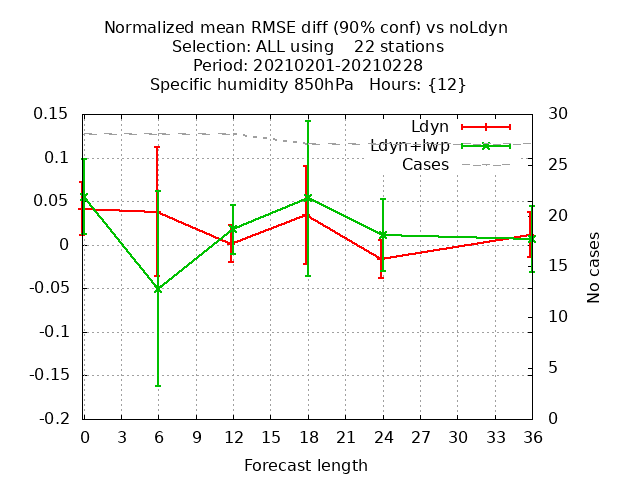 Normalized mean RMSE diff (90% conf) vs noLdyn
Selection: ALL using    22 stations
Period: 20210201-20210228
Specific humidity 850hPa   Hours: {12}
0.15
0.1
0.05
0
-0.05
-0.1
-0.15
-0.2
30
25
20
15
10
5
0
Ldyn
Ldyn+lwp
Cases
No cases
0 3 6 9 12 15 18 21 24 27 30 33 36
Forecast length